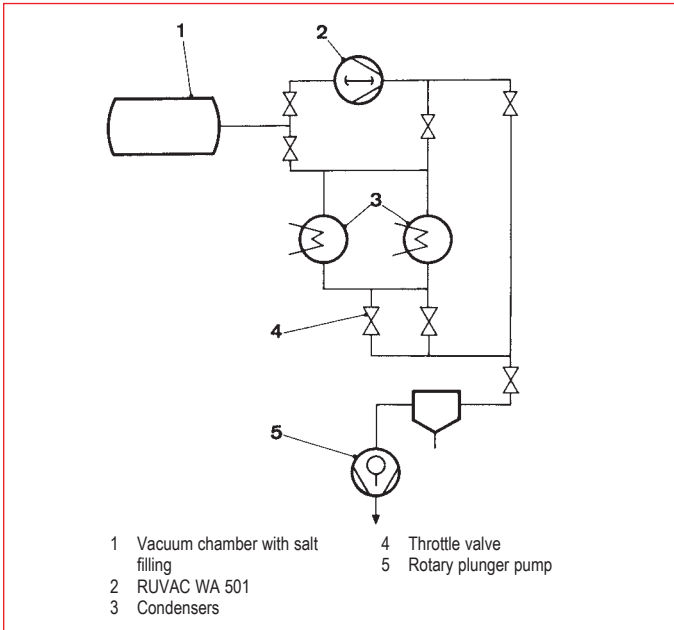 1
2
3
4
5
1 Vacuum chamber with salt
filling
2 RUVAC WA 501
3 Condensers
4 Throttle valve
5 Rotary plunger pump